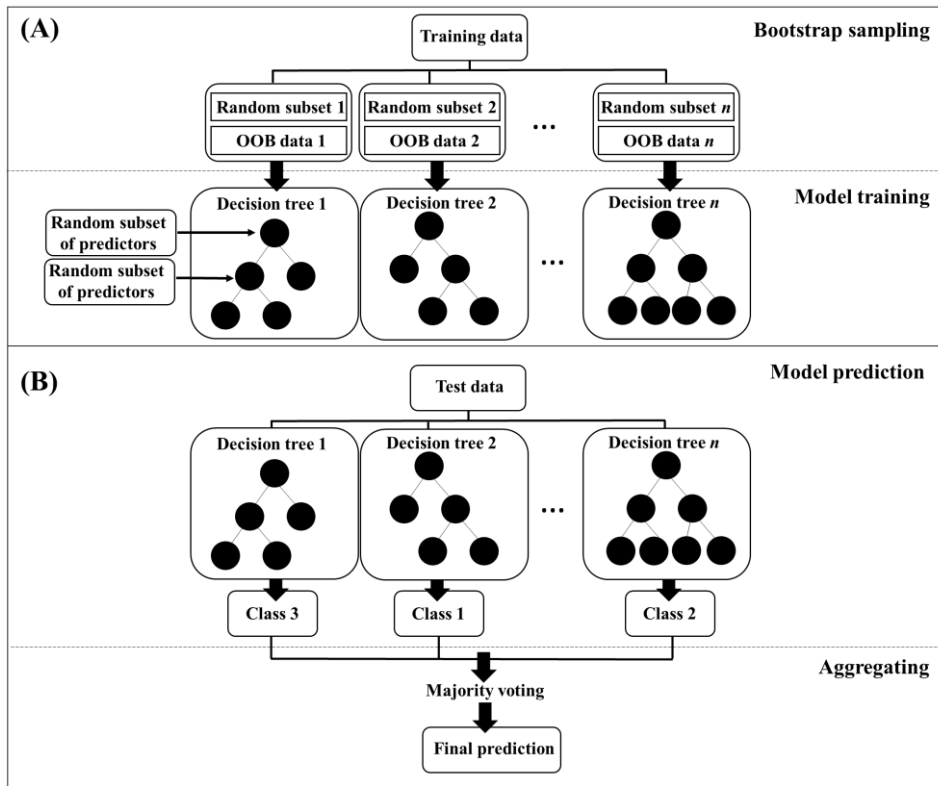 (A)
Bootstrap sampling
Training data
Random subset 1
Random subset 2
Random subset n
OOB data 1
OOB data 2
...
OOB data n
Model training
Decision tree 1
Decision tree 2
Decision tree n
Random subset
of predictors
Random subset
of predictors
...
(B)
Model prediction
Test data
Decision tree 1
Decision tree 2
Decision tree n
...
Class 3
Class 1
Class 2
Aggregating
Majority voting
Final prediction